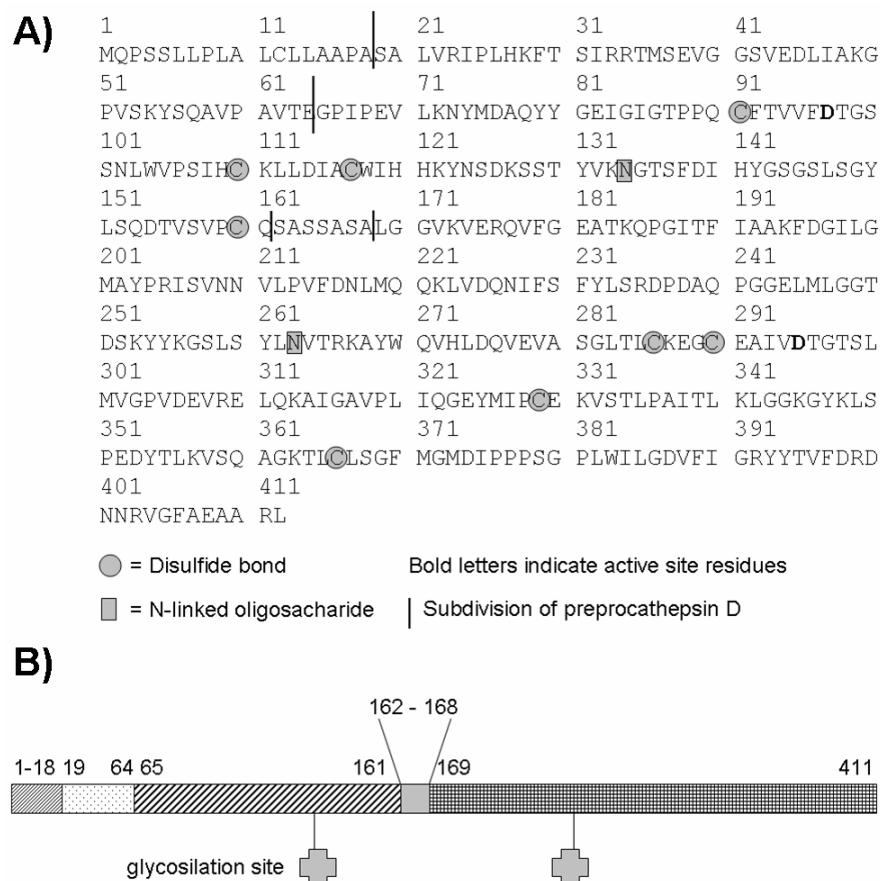 A)
1 11 21 31 41
MQPSSLLPLA LCLLAAPASA LVRIPLHKFT SIRRTMSEVG GSVEDLIAKG
51 61 71 81 91
PVSKYSQAVP AVTEGPIPEV LKNYMDAQYY GEIGIGTPPQ CFTVVFDTGS
101 111 121 131 141
SNLWVPSIHC KLLDIACWIH HKYNSDKSST YVKNGTSFDI HYGSGSLSGY
151 161 171 181 191
LSQDTVSVPC QSASSASALG GVKVERQVFG EATKQPGITF IAAKFDGILG
201 211 221 231 241
MAYPRISVNN VLPVFDNLMQ QKLVDQNIFS FYLSRDPDAQ PGGELMLGGT
251 261 271 281 291
DSKYYKGSLS YLNVTRKAYW QVHLDQVEVA SGLTLCKEGC EAIVDTGTSL
301 311 321 331 341
MVGPVDEVRE LQKAIGAVPL IQGEYMIPCE KVSTLPAITL KLGGKGYKLS
351 361 371 381 391
PEDYTLKVSQ AGKTLCLSGF MGMDIPPPSG PLWILGDVFI GRYYTVFDRD
401 411
NNRVGFAEAA RL
= Disulfide bond Bold letters indicate active site residues
= N-linked oligosacharide Subdivision of preprocathepsin D
B)
162 - 168
1-18 19 64 65 161 169 411
glycosilation site